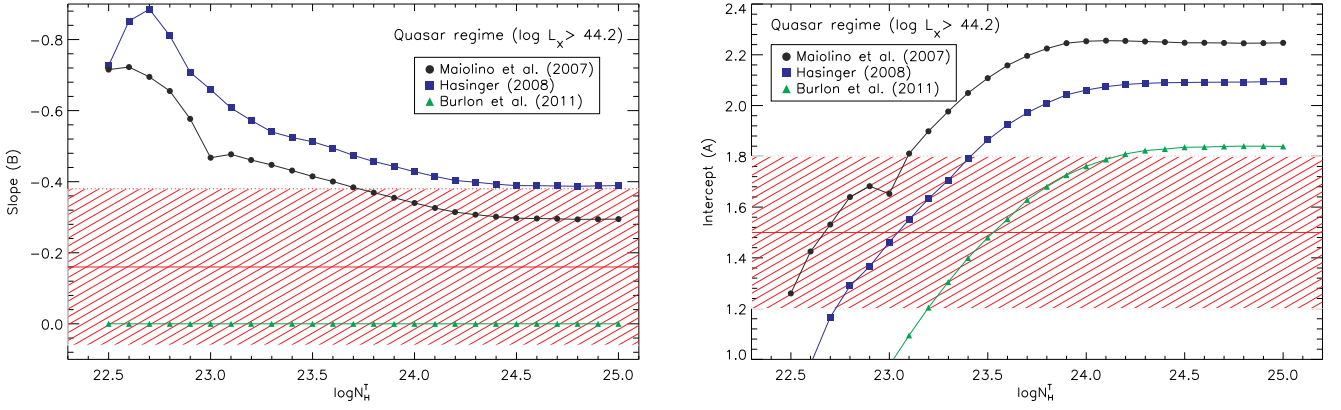 Quasar regime (log Lx> 44.2)
Maiolino et al. (2007)
Hasinger (2008)
Burlon et al. (2011)
Slope (B)
-0.8
-0.6
-0.4
-0.2
0.0
22.5 23.0 23.5 24.0 24.5 25.0
logN_H^T
Quasar regime (log Lx> 44.2)
Maiolino et al. (2007)
Hasinger (2008)
Burlon et al. (2011)
Intercept (A)
2.4
2.2
2.0
1.8
1.6
1.4
1.2
1.0
22.5 23.0 23.5 24.0 24.5 25.0
logN_H^T